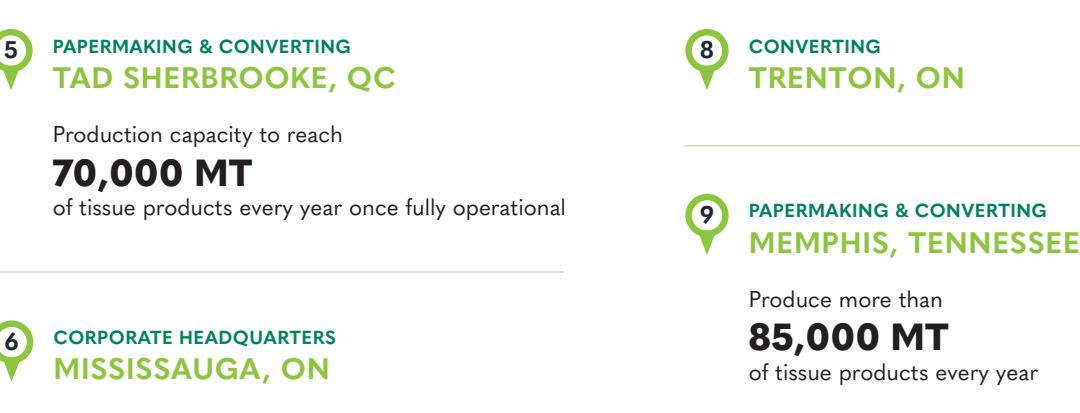 5
PAPERMAKING & CONVERTING
TAD SHERBROOKE, QC
Production capacity to reach
70,000 MT
of tissue products every year once fully operational
6
CORPORATE HEADQUARTERS
MISSISSAUGA, ON
8
CONVERTING
TRENTON, ON
9
PAPERMAKING & CONVERTING
MEMPHIS, TENNESSEE
Produce more than
85,000 MT
of tissue products every year